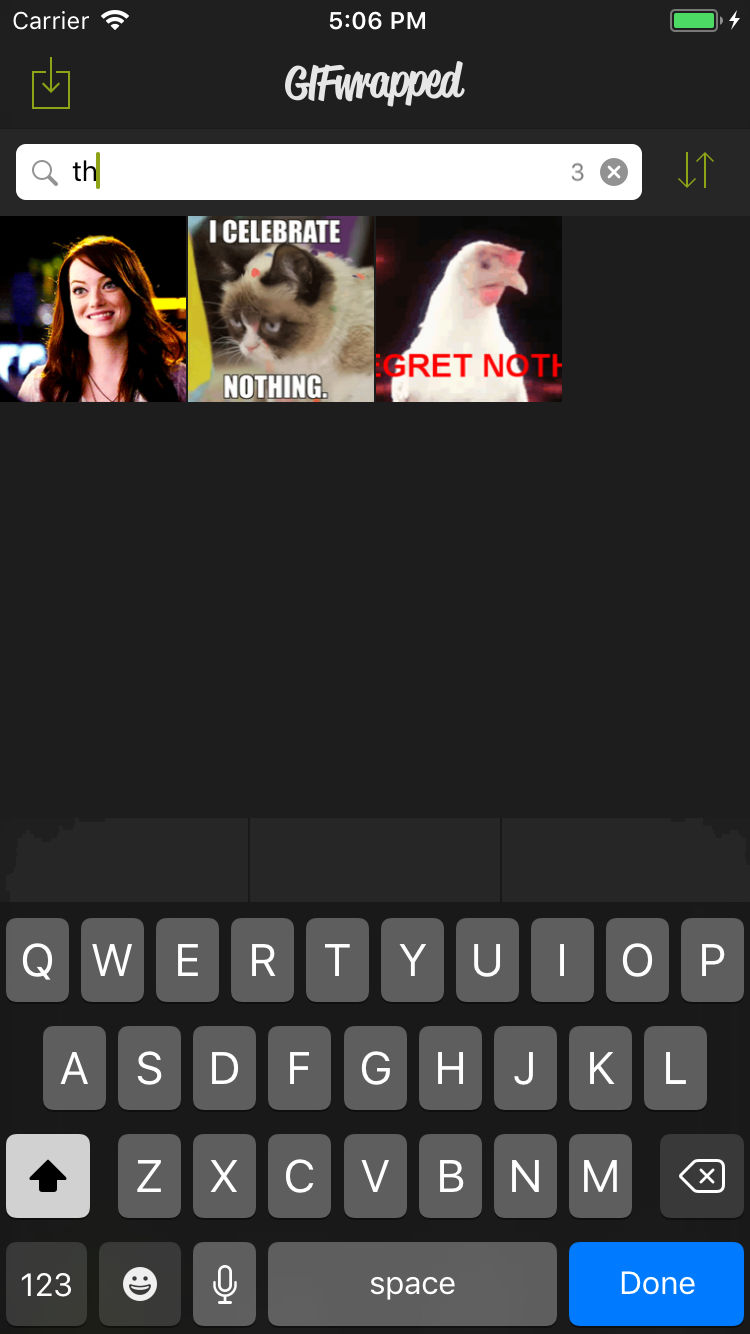 Carrier 5:06 PM
GIFwrapped
th 3
I CELEBRATE
NOTHING.
EGRET NOTH
Q W E R T Y U I O P
A S D F G H J K L
Z X C V B N M
123 space Done